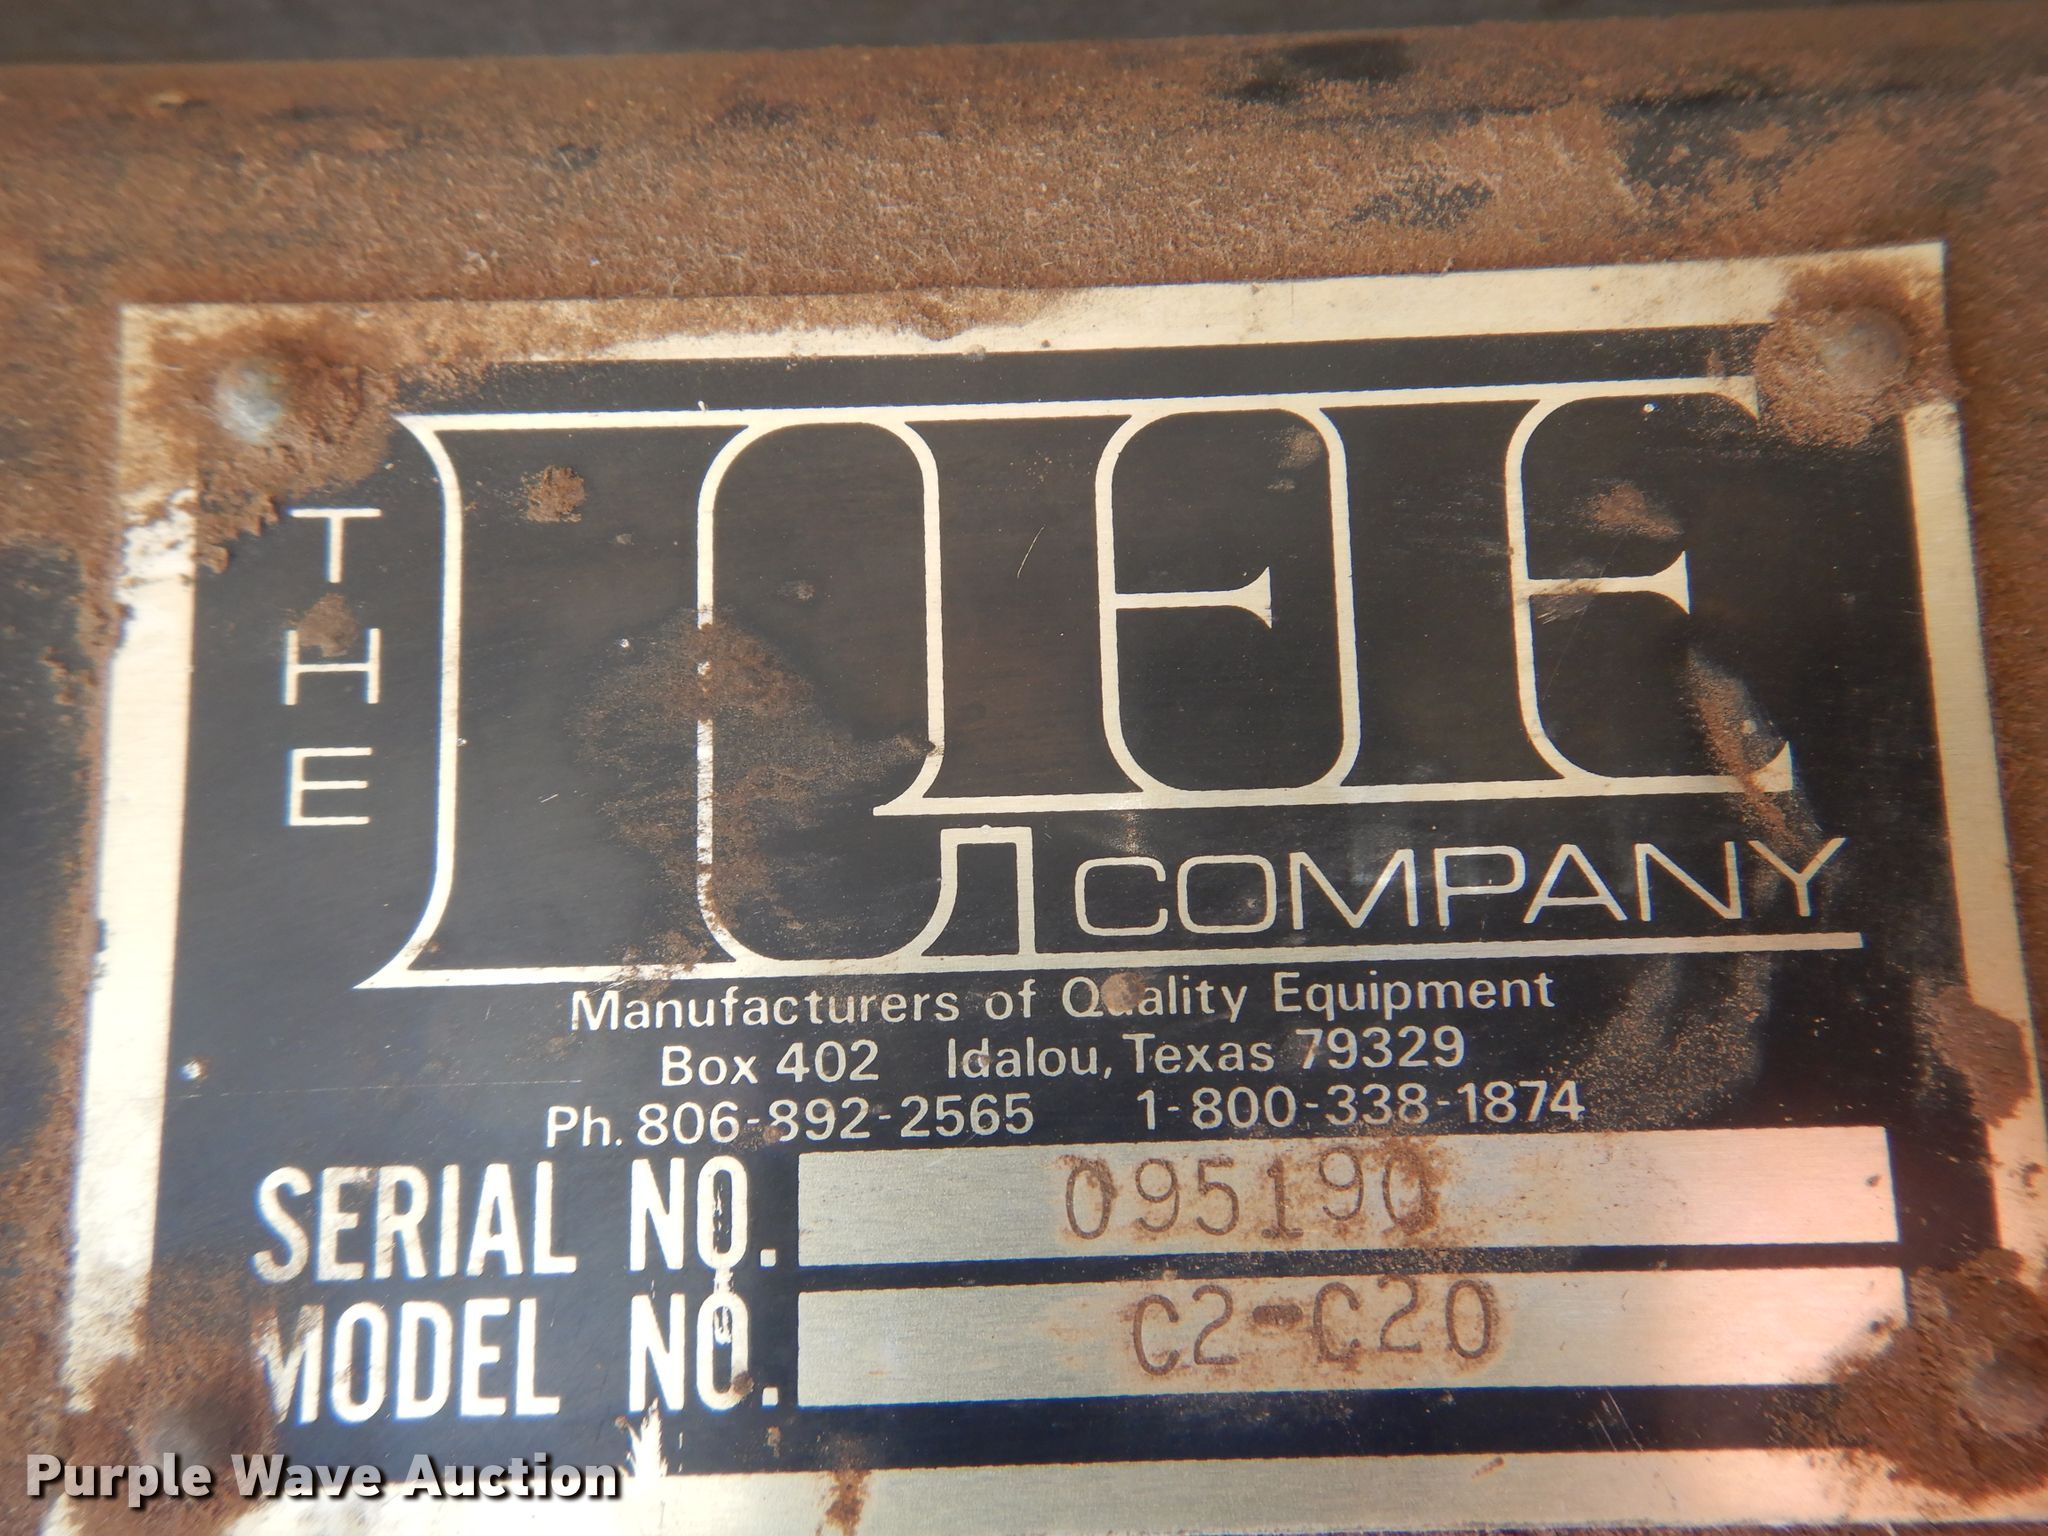 THE LEE COMPANY
Manufacturers of Quality Equipment
Box 402 Idalou, Texas 79329
Ph. 806-892-2565 1-800-338-1874
SERIAL NO. 095190
MODEL NO. C2-C20
Purple Wave Auction